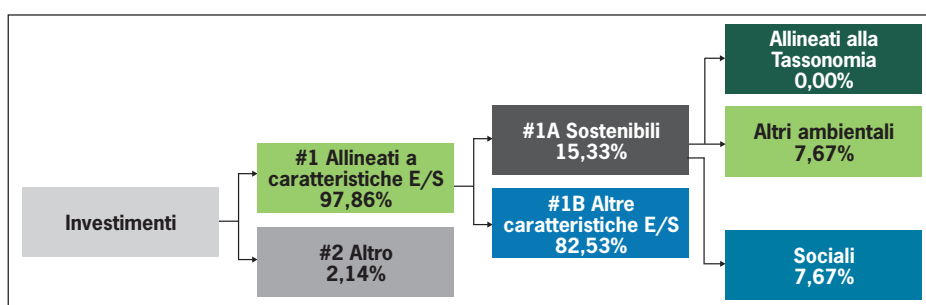 Investimenti
#1 Allineati a
caratteristiche E/S
97,86%
#2 Altro
2,14%
#1A Sostenibili
15,33%
#1B Altre
caratteristiche E/S
82,53%
Allineati alla
Tassonomia
0,00%
Altri ambientali
7,67%
Sociali
7,67%